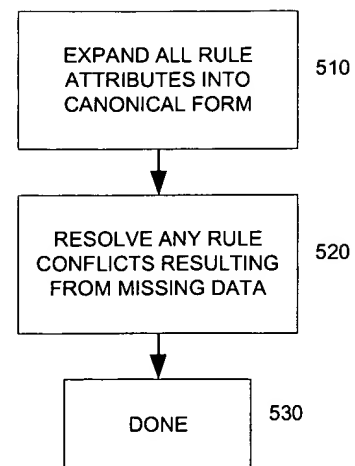 EXPAND ALL RULE
ATTRIBUTES INTO
CANONICAL FORM
510
RESOLVE ANY RULE
CONFLICTS RESULTING
FROM MISSING DATA
520
DONE
530